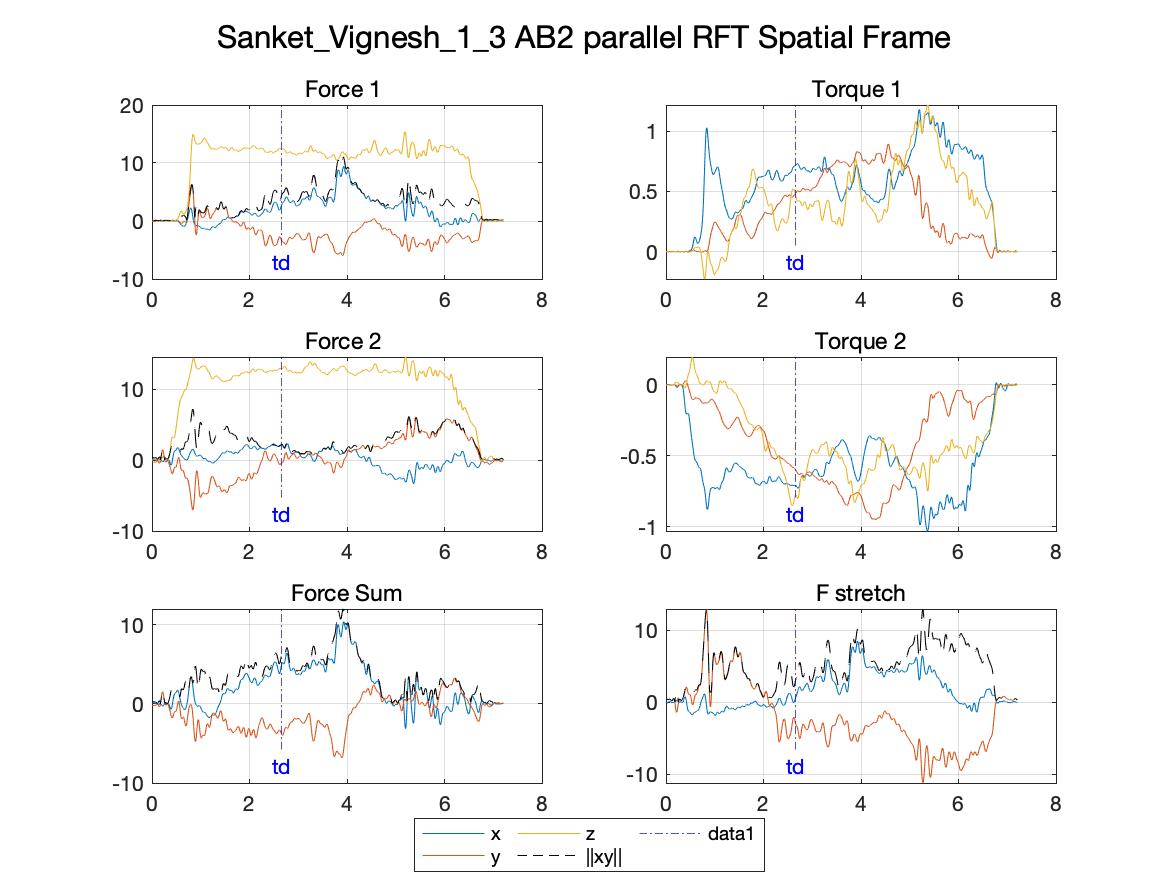 Sanket_Vignesh_1_3 AB2 parallel RFT Spatial Frame
Force 1
20
10
0
-10
td
0 2 4 6 8
Torque 1
1
0.5
0
td
0 2 4 6 8
Force 2
10
0
-10
td
0 2 4 6 8
Torque 2
0
-0.5
-1
td
0 2 4 6 8
Force Sum
10
0
-10
td
0 2 4 6 8
F stretch
10
0
-10
td
0 2 4 6 8
x z data1
y ||xy||